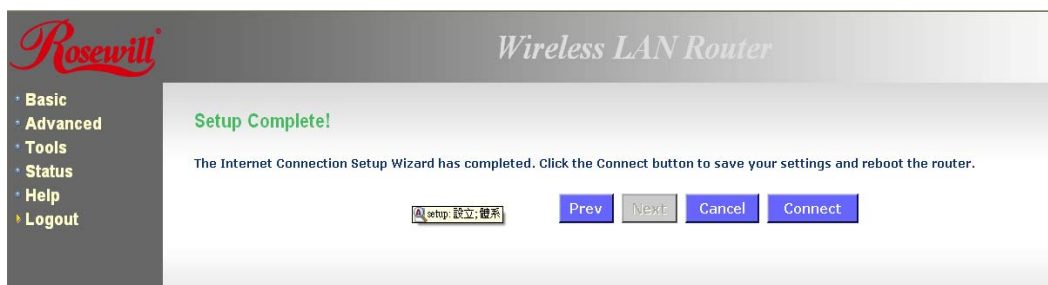 Rosewill
Wireless LAN Router
Basic
Advanced
Tools
Status
Help
Logout
Setup Complete!
The Internet Connection Setup Wizard has completed. Click the Connect button to save your settings and reboot the router.
setup: 設立; 體系
Prev Next Cancel Connect